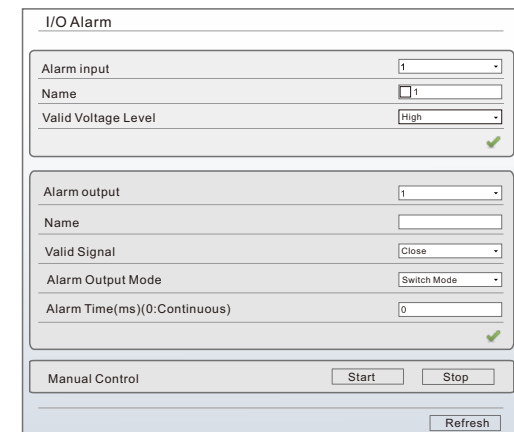 I/O Alarm
Alarm input 1
Name 1
Valid Voltage Level High
Alarm output 1
Name
Valid Signal Close
Alarm Output Mode Switch Mode
Alarm Time(ms)(0:Continuous) 0
Manual Control Start Stop
Refresh